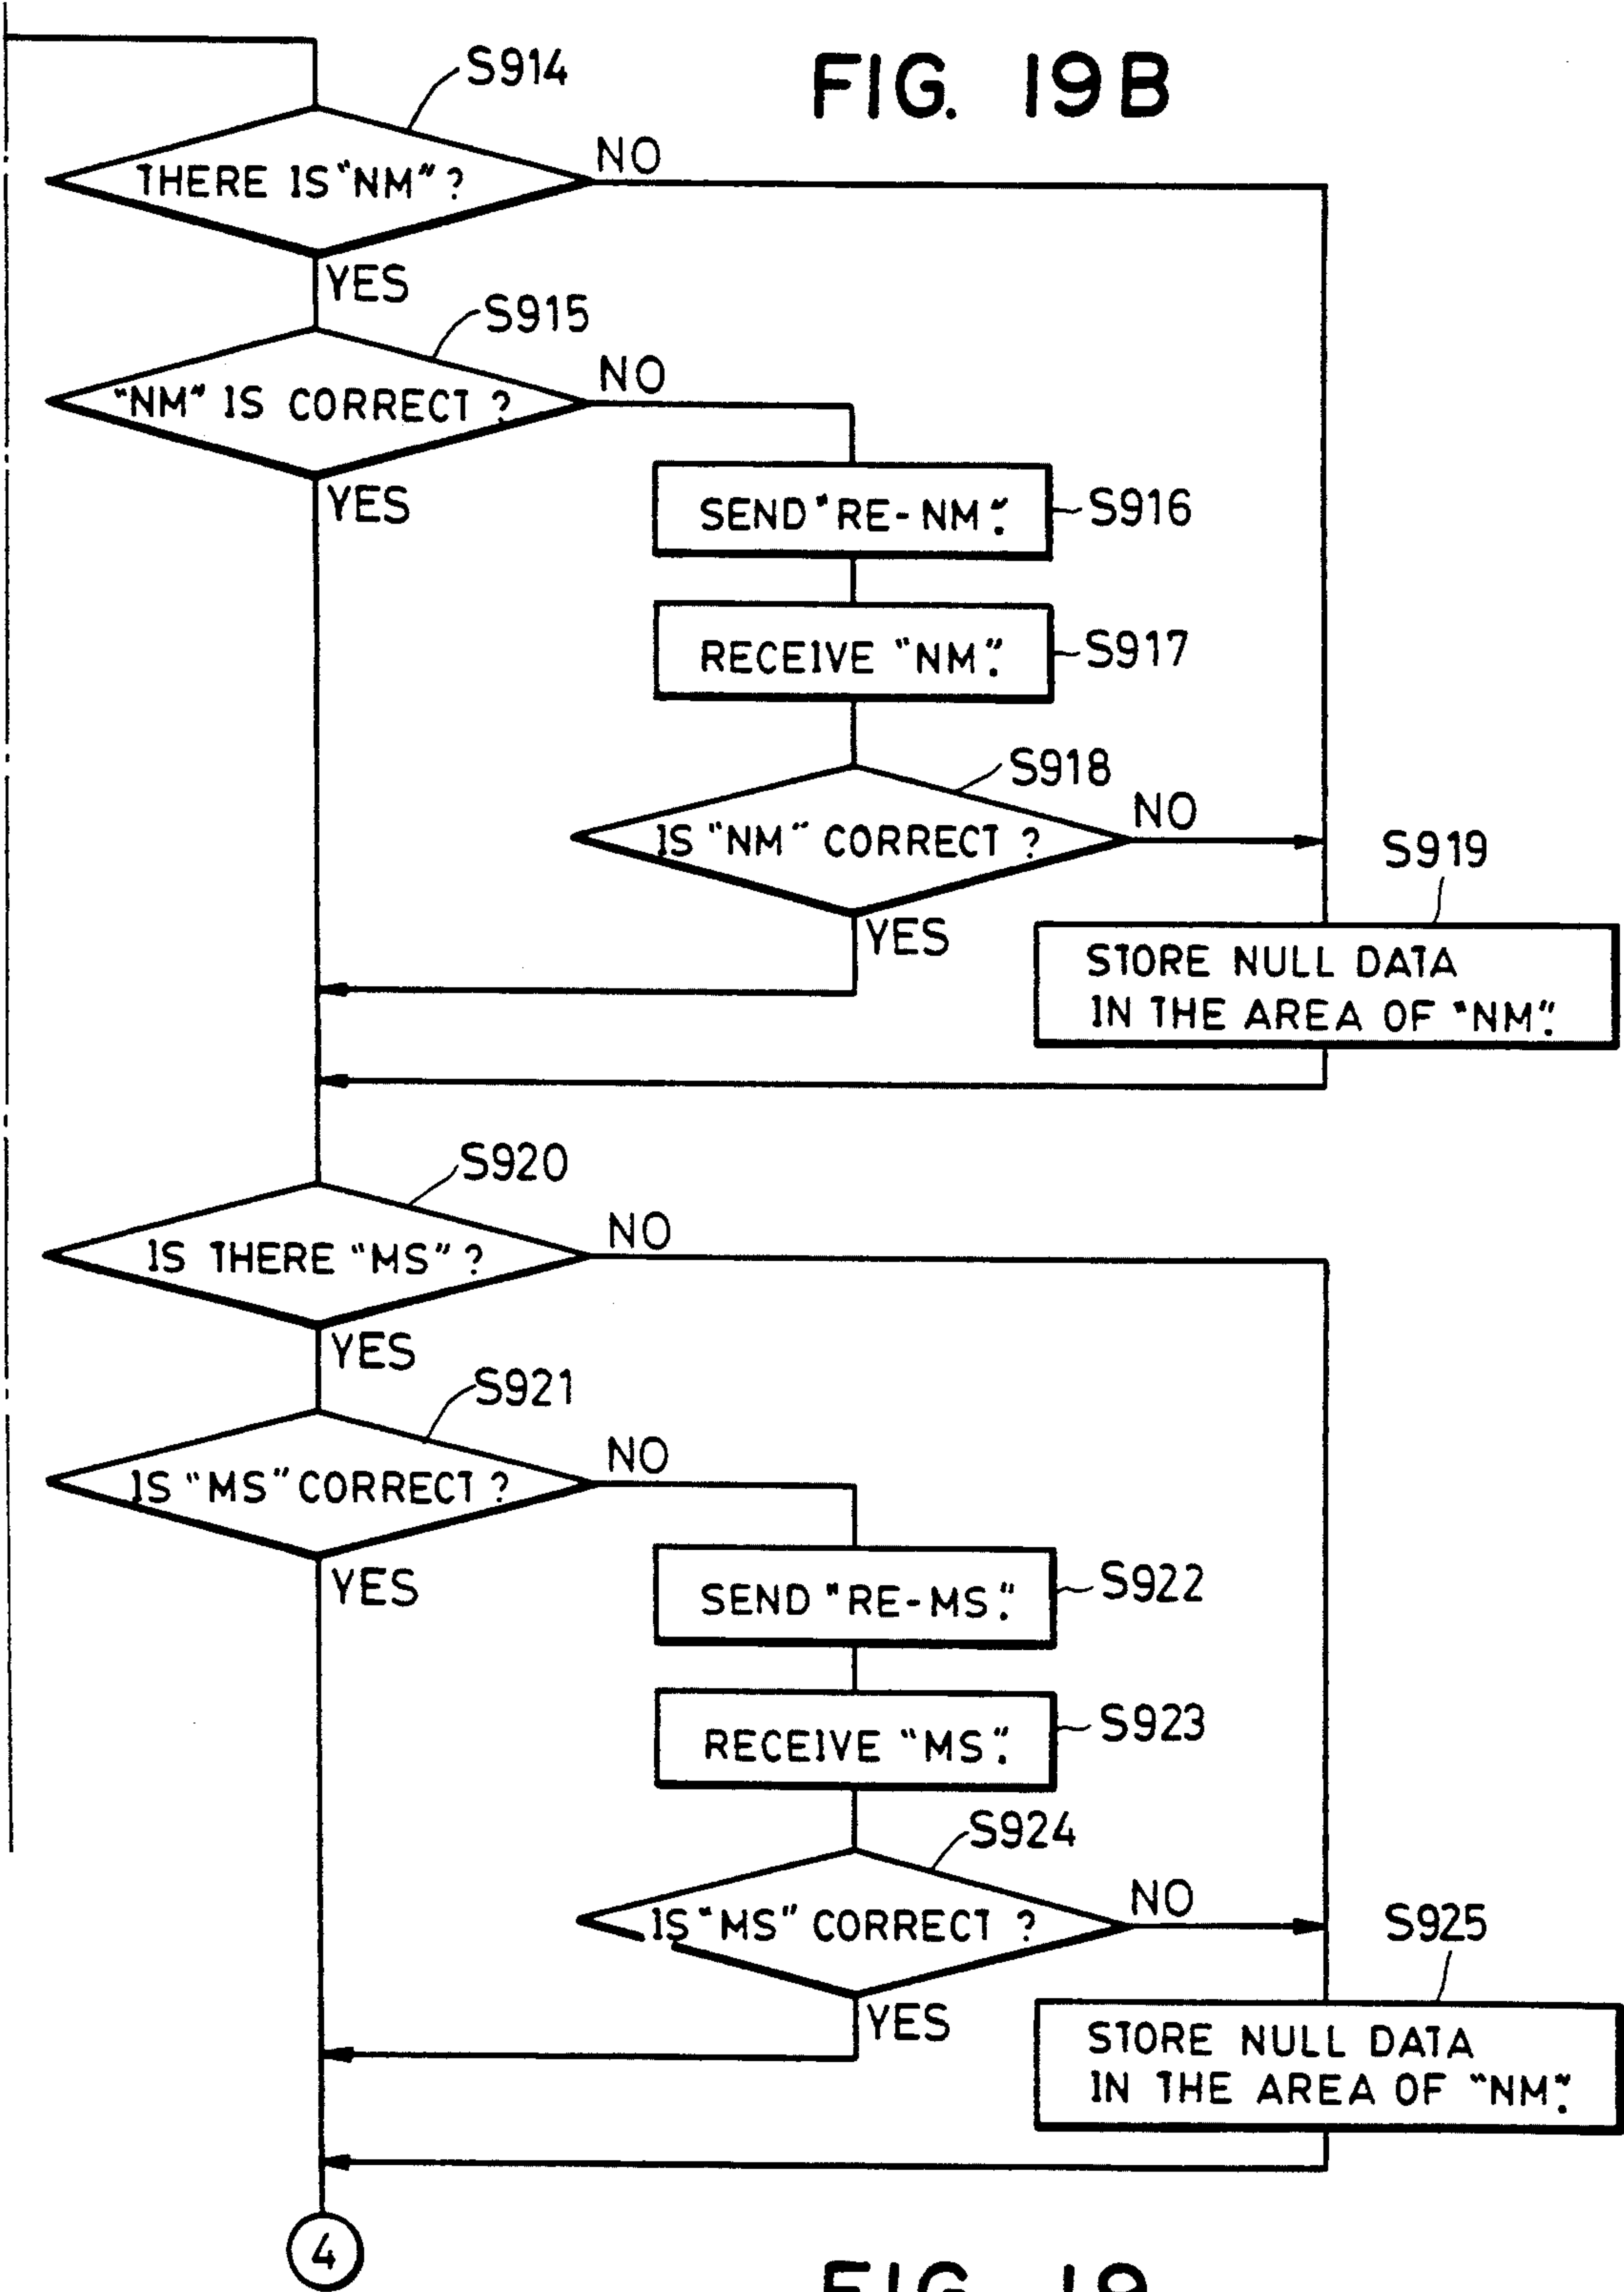 FIG. 19B
S914
THERE IS "NM" ?
NO
YES
S915
"NM" IS CORRECT ?
NO
YES
SEND "RE-NM".
S916
RECEIVE "NM".
S917
S918
IS "NM" CORRECT ?
NO
YES
S919
STORE NULL DATA
IN THE AREA OF "NM".
S920
IS THERE "MS" ?
NO
YES
S921
IS "MS" CORRECT ?
NO
YES
SEND "RE-MS."
S922
RECEIVE "MS".
S923
S924
IS "MS" CORRECT ?
NO
YES
S925
STORE NULL DATA
IN THE AREA OF "NM".
4
FIG. 19